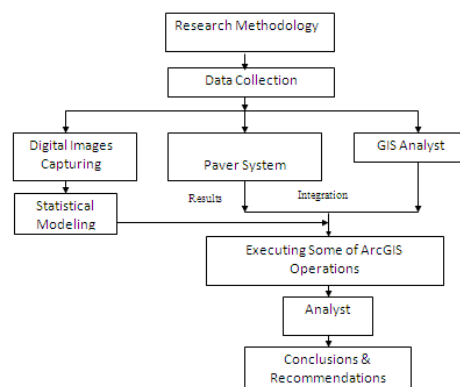 Research Methodology
Data Collection
Digital Images
Capturing
Paver System
GIS Analyst
Results
Integration
Statistical
Modeling
Executing Some of ArcGIS
Operations
Analyst
Conclusions &
Recommendations